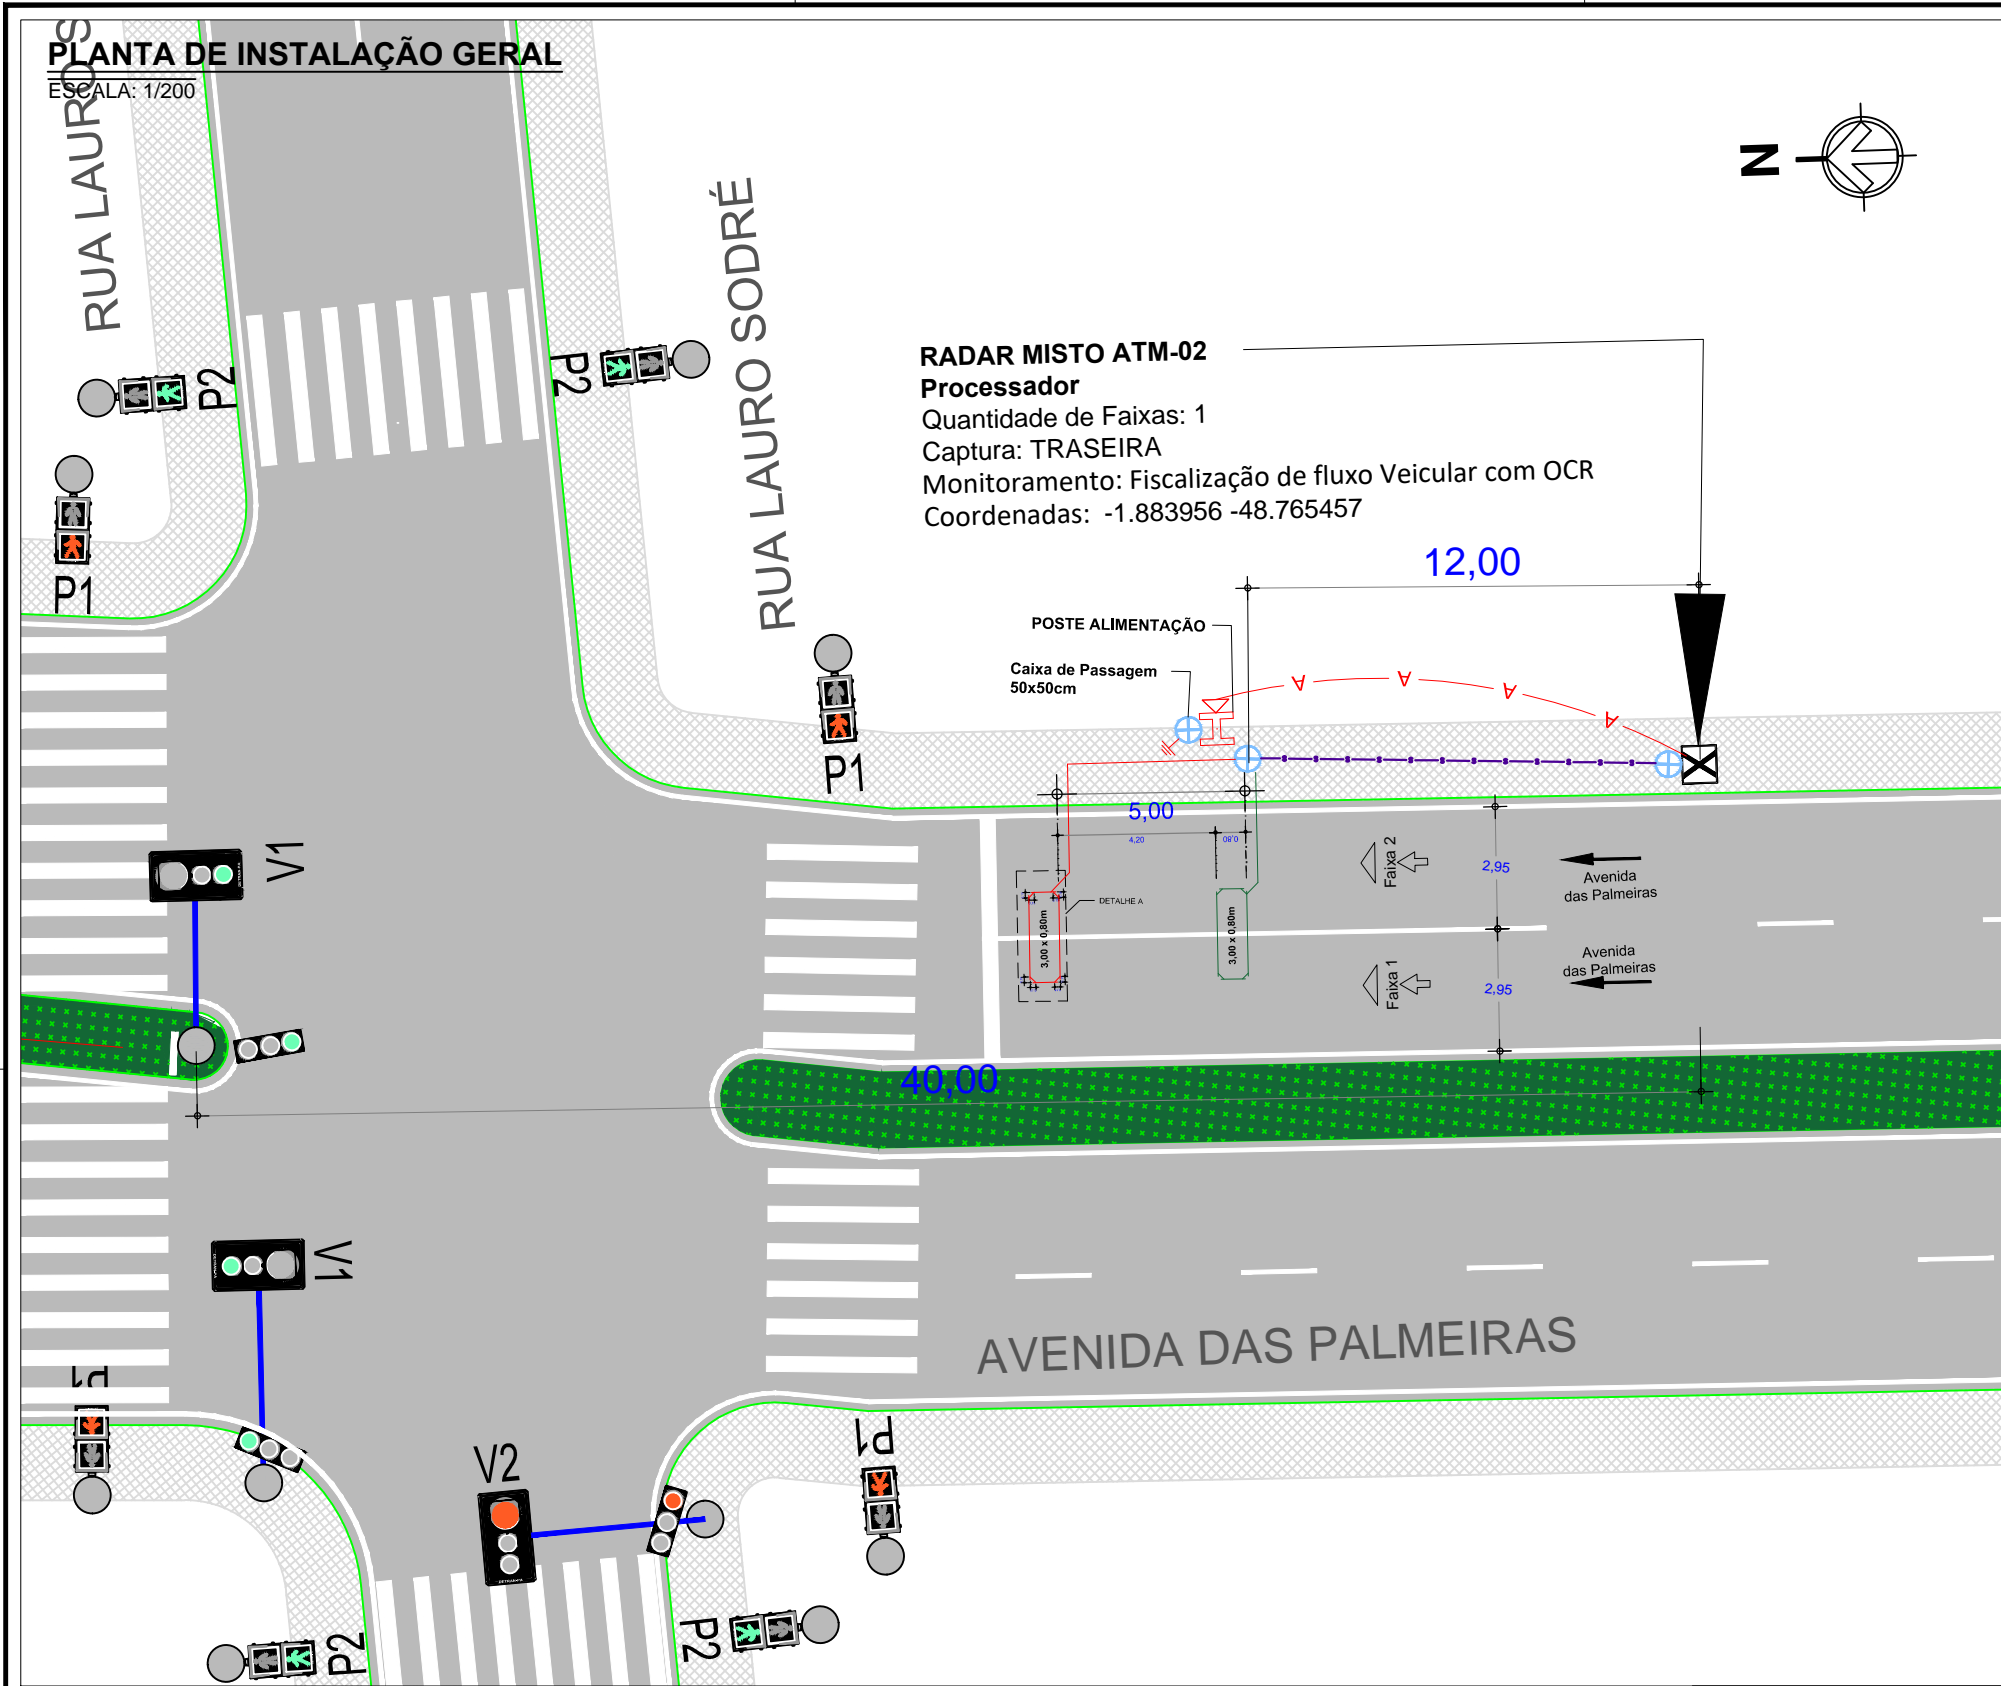 PLANTA DE INSTALAÇÃO GERAL
ESCALA: 1/200
RUA LAURO S
RUA LAURO SODRÉ
N
RADAR MISTO ATM-02
Processador
Quantidade de Faixas: 1
Captura: TRASEIRA
Monitoramento: Fiscalização de fluxo Veicular com OCR
Coordenadas: -1.883956 -48.765457
12,00
P2
P2
P1
P1
POSTE ALIMENTAÇÃO
Caixa de Passagem
50x50cm
A
A
A
A
5,00
4,20
0,80
V1
Faixa 2
2,95
Avenida
das Palmeiras
DETALHE A
3,00 x 0,80m
3,00 x 0,80m
Faixa 1
2,95
Avenida
das Palmeiras
40,00
V1
AVENIDA DAS PALMEIRAS
P1
P1
V2
P2
P2